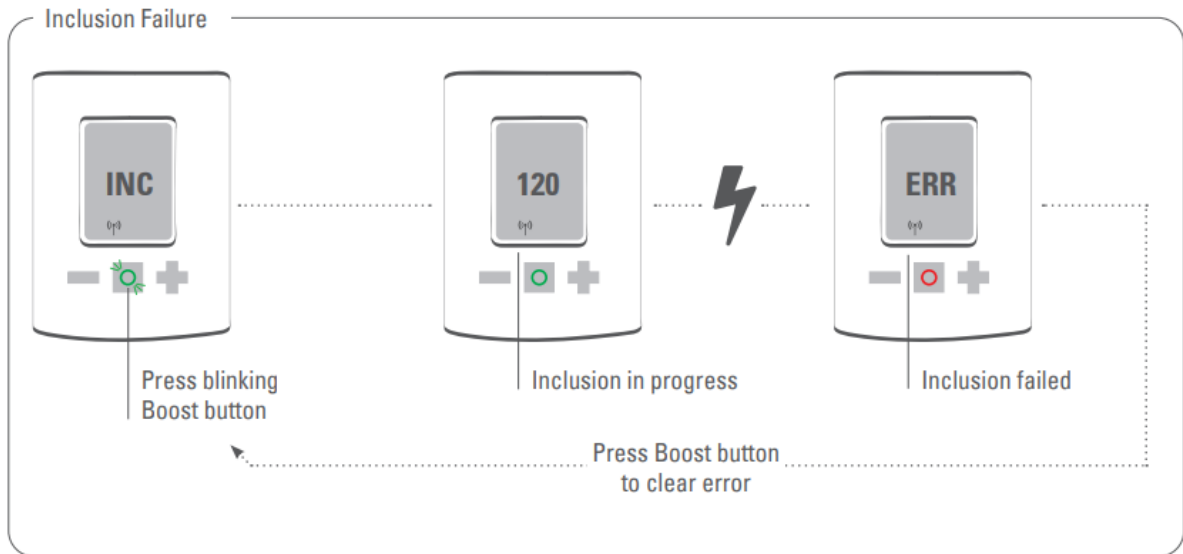 Inclusion Failure
INC
120
ERR
Press blinking
Boost button
Inclusion in progress
Inclusion failed
Press Boost button
to clear error